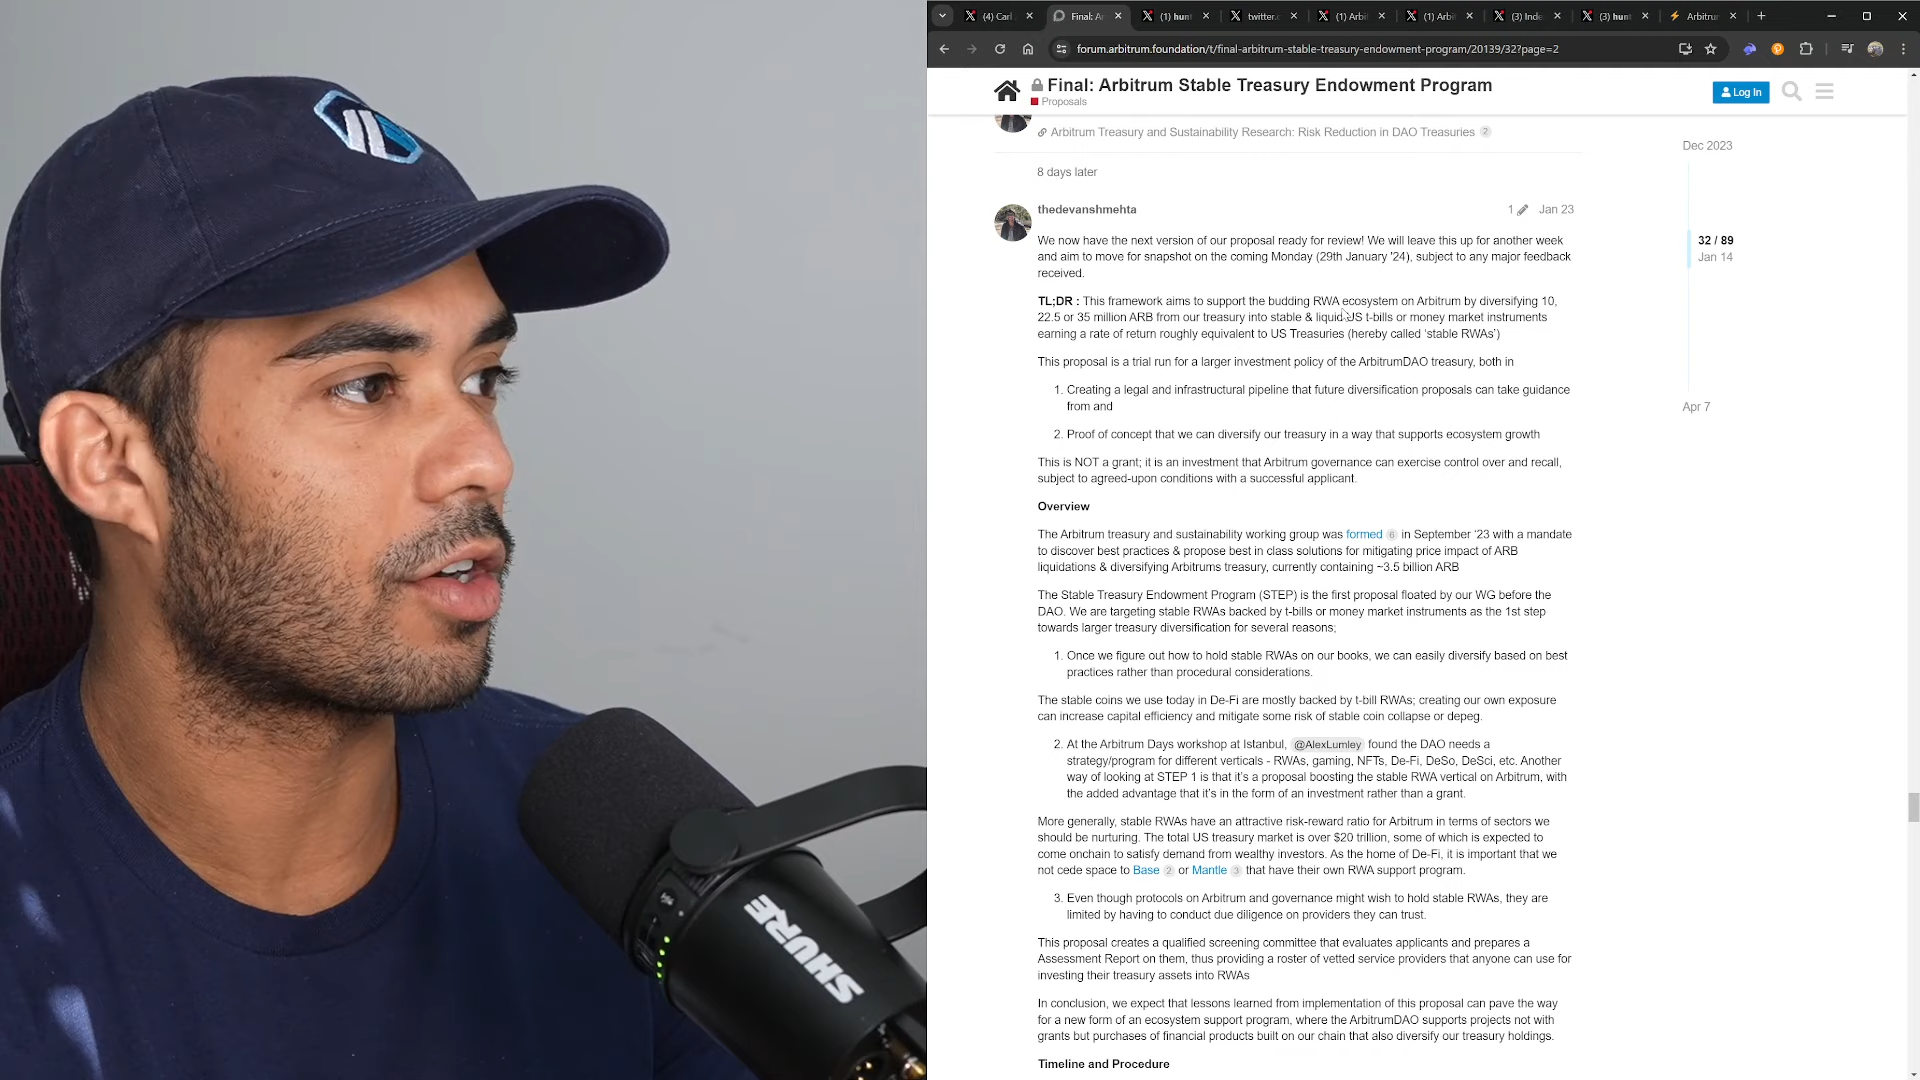 (4) Carl
Final: Ar
(1) hunt
twitter.c
(1) Arbit
(1) Arbit
(3) Inde
(3) hunt
Arbitrum
forum.arbitrum.foundation/t/final-arbitrum-stable-treasury-endowment-program/20139/32?page=2
Final: Arbitrum Stable Treasury Endowment Program
Proposals
Log In
Arbitrum Treasury and Sustainability Research: Risk Reduction in DAO Treasuries 2
Dec 2023
8 days later
thedevanshmehta
1 Jan 23
We now have the next version of our proposal ready for review! We will leave this up for another week
and aim to move for snapshot on the coming Monday (29th January '24), subject to any major feedback
received.
32 / 89
Jan 14
TL;DR : This framework aims to support the budding RWA ecosystem on Arbitrum by diversifying 10,
22.5 or 35 million ARB from our treasury into stable & liquid US t-bills or money market instruments
earning a rate of return roughly equivalent to US Treasuries (hereby called ‘stable RWAs’)
This proposal is a trial run for a larger investment policy of the ArbitrumDAO treasury, both in
1. Creating a legal and infrastructural pipeline that future diversification proposals can take guidance
from and
Apr 7
2. Proof of concept that we can diversify our treasury in a way that supports ecosystem growth
This is NOT a grant; it is an investment that Arbitrum governance can exercise control over and recall,
subject to agreed-upon conditions with a successful applicant.
Overview
The Arbitrum treasury and sustainability working group was formed 6 in September ‘23 with a mandate
to discover best practices & propose best in class solutions for mitigating price impact of ARB
liquidations & diversifying Arbitrums treasury, currently containing ~3.5 billion ARB
The Stable Treasury Endowment Program (STEP) is the first proposal floated by our WG before the
DAO. We are targeting stable RWAs backed by t-bills or money market instruments as the 1st step
towards larger treasury diversification for several reasons;
1. Once we figure out how to hold stable RWAs on our books, we can easily diversify based on best
practices rather than procedural considerations.
The stable coins we use today in De-Fi are mostly backed by t-bill RWAs; creating our own exposure
can increase capital efficiency and mitigate some risk of stable coin collapse or depeg.
2. At the Arbitrum Days workshop at Istanbul, @AlexLumley found the DAO needs a
strategy/program for different verticals - RWAs, gaming, NFTs, De-Fi, DeSo, DeSci, etc. Another
way of looking at STEP 1 is that it’s a proposal boosting the stable RWA vertical on Arbitrum, with
the added advantage that it’s in the form of an investment rather than a grant.
More generally, stable RWAs have an attractive risk-reward ratio for Arbitrum in terms of sectors we
should be nurturing. The total US treasury market is over $20 trillion, some of which is expected to
come onchain to satisfy demand from wealthy investors. As the home of De-Fi, it is important that we
not cede space to Base 2 or Mantle 3 that have their own RWA support program.
3. Even though protocols on Arbitrum and governance might wish to hold stable RWAs, they are
limited by having to conduct due diligence on providers they can trust.
This proposal creates a qualified screening committee that evaluates applicants and prepares a
Assessment Report on them, thus providing a roster of vetted service providers that anyone can use for
investing their treasury assets into RWAs
In conclusion, we expect that lessons learned from implementation of this proposal can pave the way
for a new form of an ecosystem support program, where the ArbitrumDAO supports projects not with
grants but purchases of financial products built on our chain that also diversify our treasury holdings.
Timeline and Procedure
SHURE